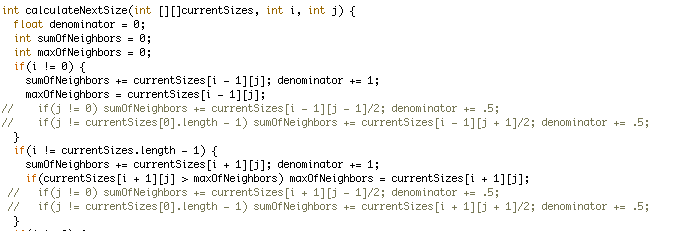 int calculateNextSize(int [][]currentSizes, int i, int j) {
float denominator = 0;
int sumOfNeighbors = 0;
int maxOfNeighbors = 0;
if(i != 0) {
sumOfNeighbors += currentSizes[i - 1][j]; denominator += 1;
maxOfNeighbors = currentSizes[i - 1][j];
// if(j != 0) sumOfNeighbors += currentSizes[i - 1][j - 1]/2; denominator += .5;
// if(j != currentSizes[0].length - 1) sumOfNeighbors += currentSizes[i - 1][j + 1]/2; denominator += .5;
}
if(i != currentSizes.length - 1) {
sumOfNeighbors += currentSizes[i + 1][j]; denominator += 1;
if(currentSizes[i + 1][j] > maxOfNeighbors) maxOfNeighbors = currentSizes[i + 1][j];
// if(j != 0) sumOfNeighbors += currentSizes[i + 1][j - 1]/2; denominator += .5;
// if(j != currentSizes[0].length - 1) sumOfNeighbors += currentSizes[i + 1][j + 1]/2; denominator += .5;
}